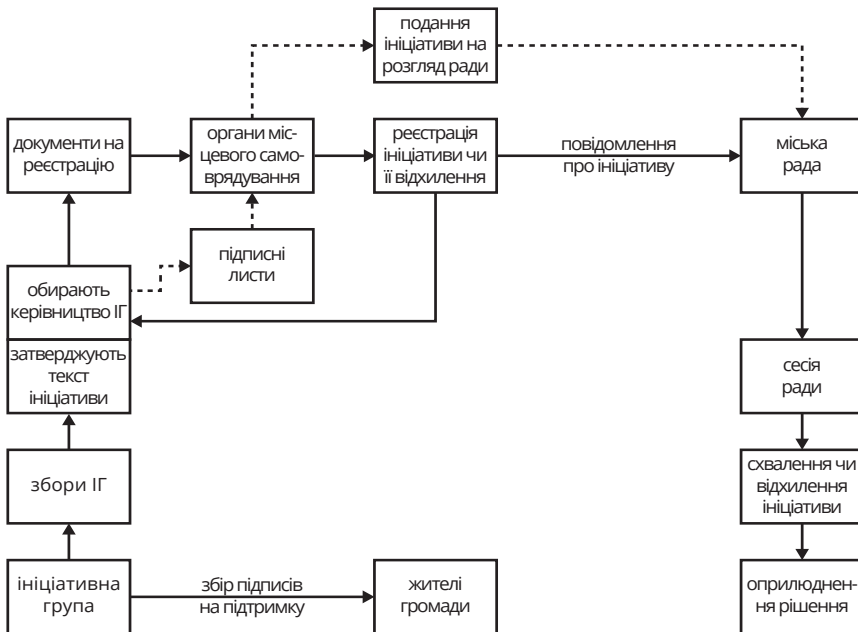 подання
ініціативи на
розгляд ради
документи на
реєстрацію
органи міс-
цевого само-
врядування
реєстрація
ініціативи чи
її відхилення
повідомлення
про ініціативу
міська
рада
підписні
листи
обирають
керівництво ІГ
затверджують
текст
ініціативи
сесія
ради
збори ІГ
схвалення чи
відхилення
ініціативи
ініціативна
група
збір підписів
на підтримку
жителі
громади
оприлюднен-
ня рішення